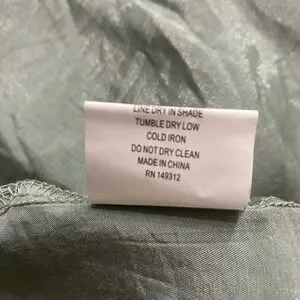 LINE DRY IN SHADE
TUMBLE DRY LOW
COLD IRON
DO NOT DRY CLEAN
MADE IN CHINA
RN 149312